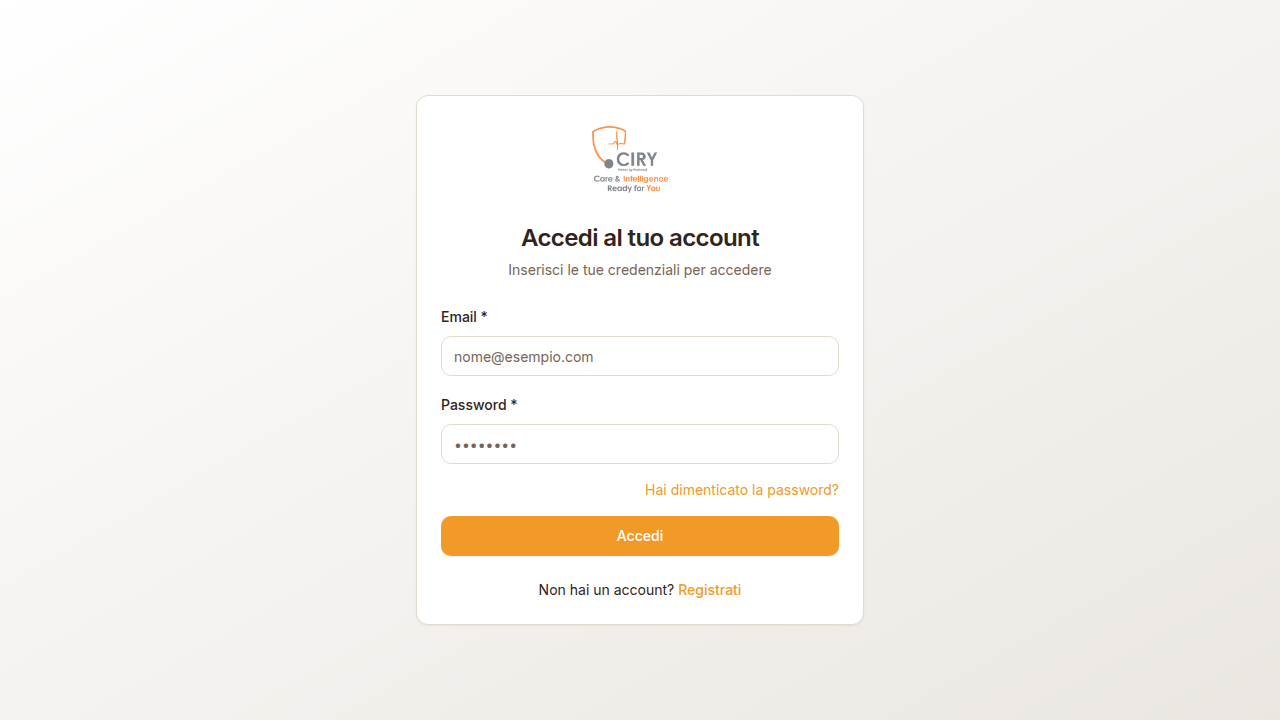 CIRY
Care & Intelligence
Ready for You
Accedi al tuo account
Inserisci le tue credenziali per accedere
Email *
nome@esempio.com
Password *
••••••••
Hai dimenticato la password?
Accedi
Non hai un account? Registrati